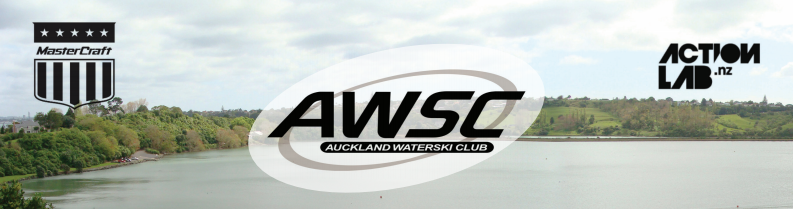 MasterCraft
ACTION
LAB.nz
AWSC
AUCKLAND WATERSKI CLUB